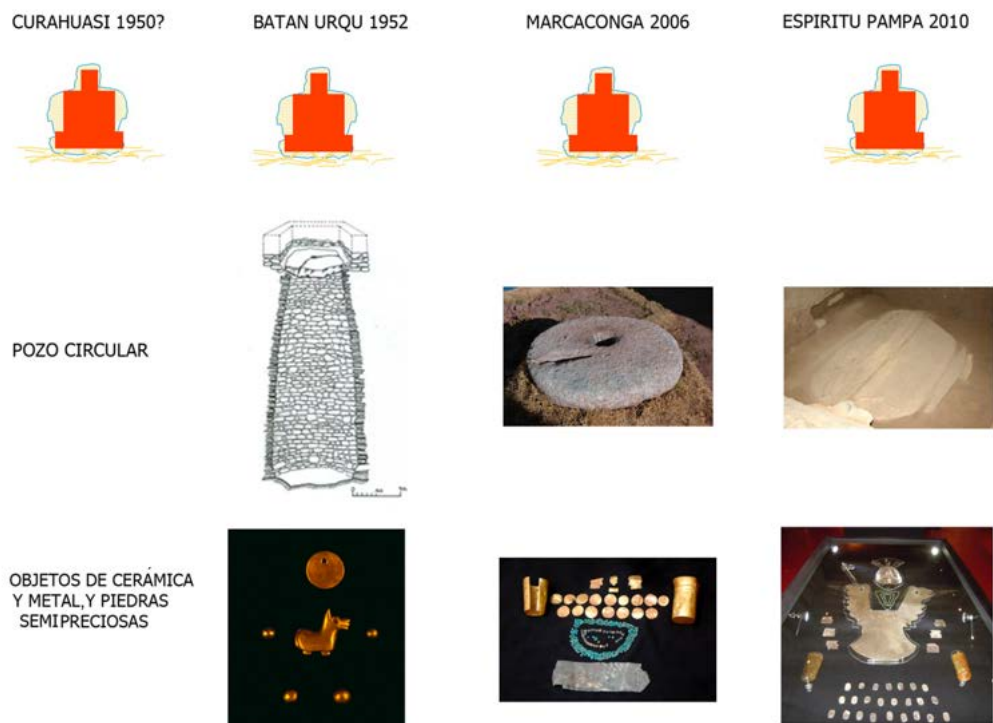 CURAHUASI 1950?
BATAN URQU 1952
MARCACONGA 2006
ESPIRITU PAMPA 2010
POZO CIRCULAR
OBJETOS DE CERÁMICA
Y METAL,Y PIEDRAS
SEMIPRECIOSAS